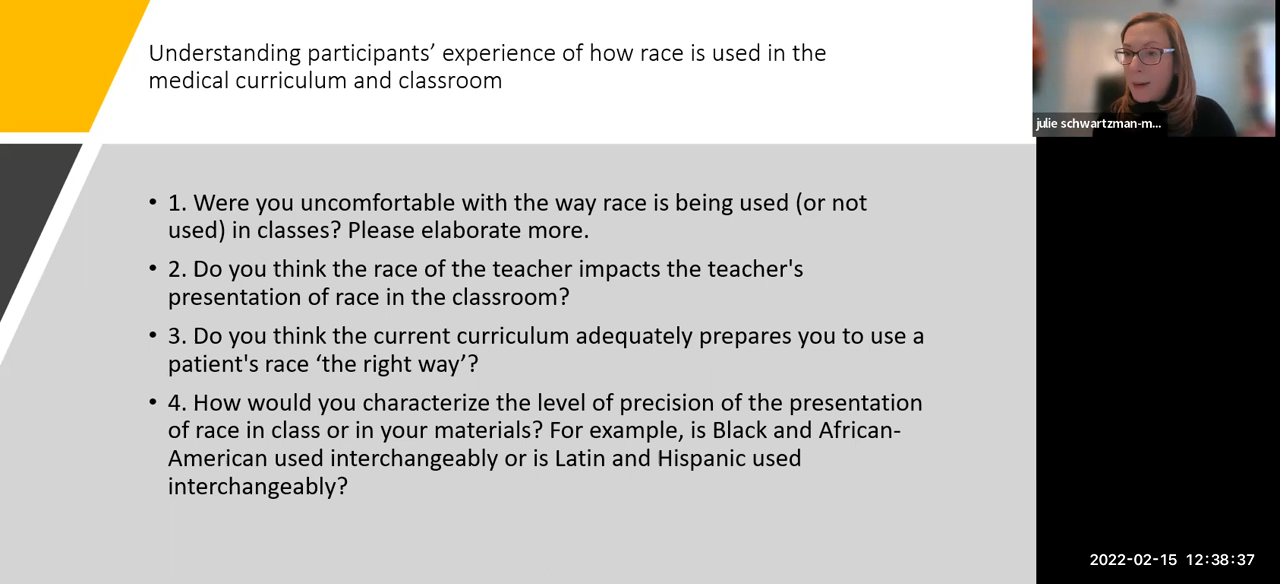 Understanding participants’ experience of how race is used in the
medical curriculum and classroom
julie schwartzman-m...
• 1. Were you uncomfortable with the way race is being used (or not
used) in classes? Please elaborate more.
• 2. Do you think the race of the teacher impacts the teacher's
presentation of race in the classroom?
• 3. Do you think the current curriculum adequately prepares you to use a
patient's race ‘the right way’?
• 4. How would you characterize the level of precision of the presentation
of race in class or in your materials? For example, is Black and African-
American used interchangeably or is Latin and Hispanic used
interchangeably?
2022-02-15 12:38:37